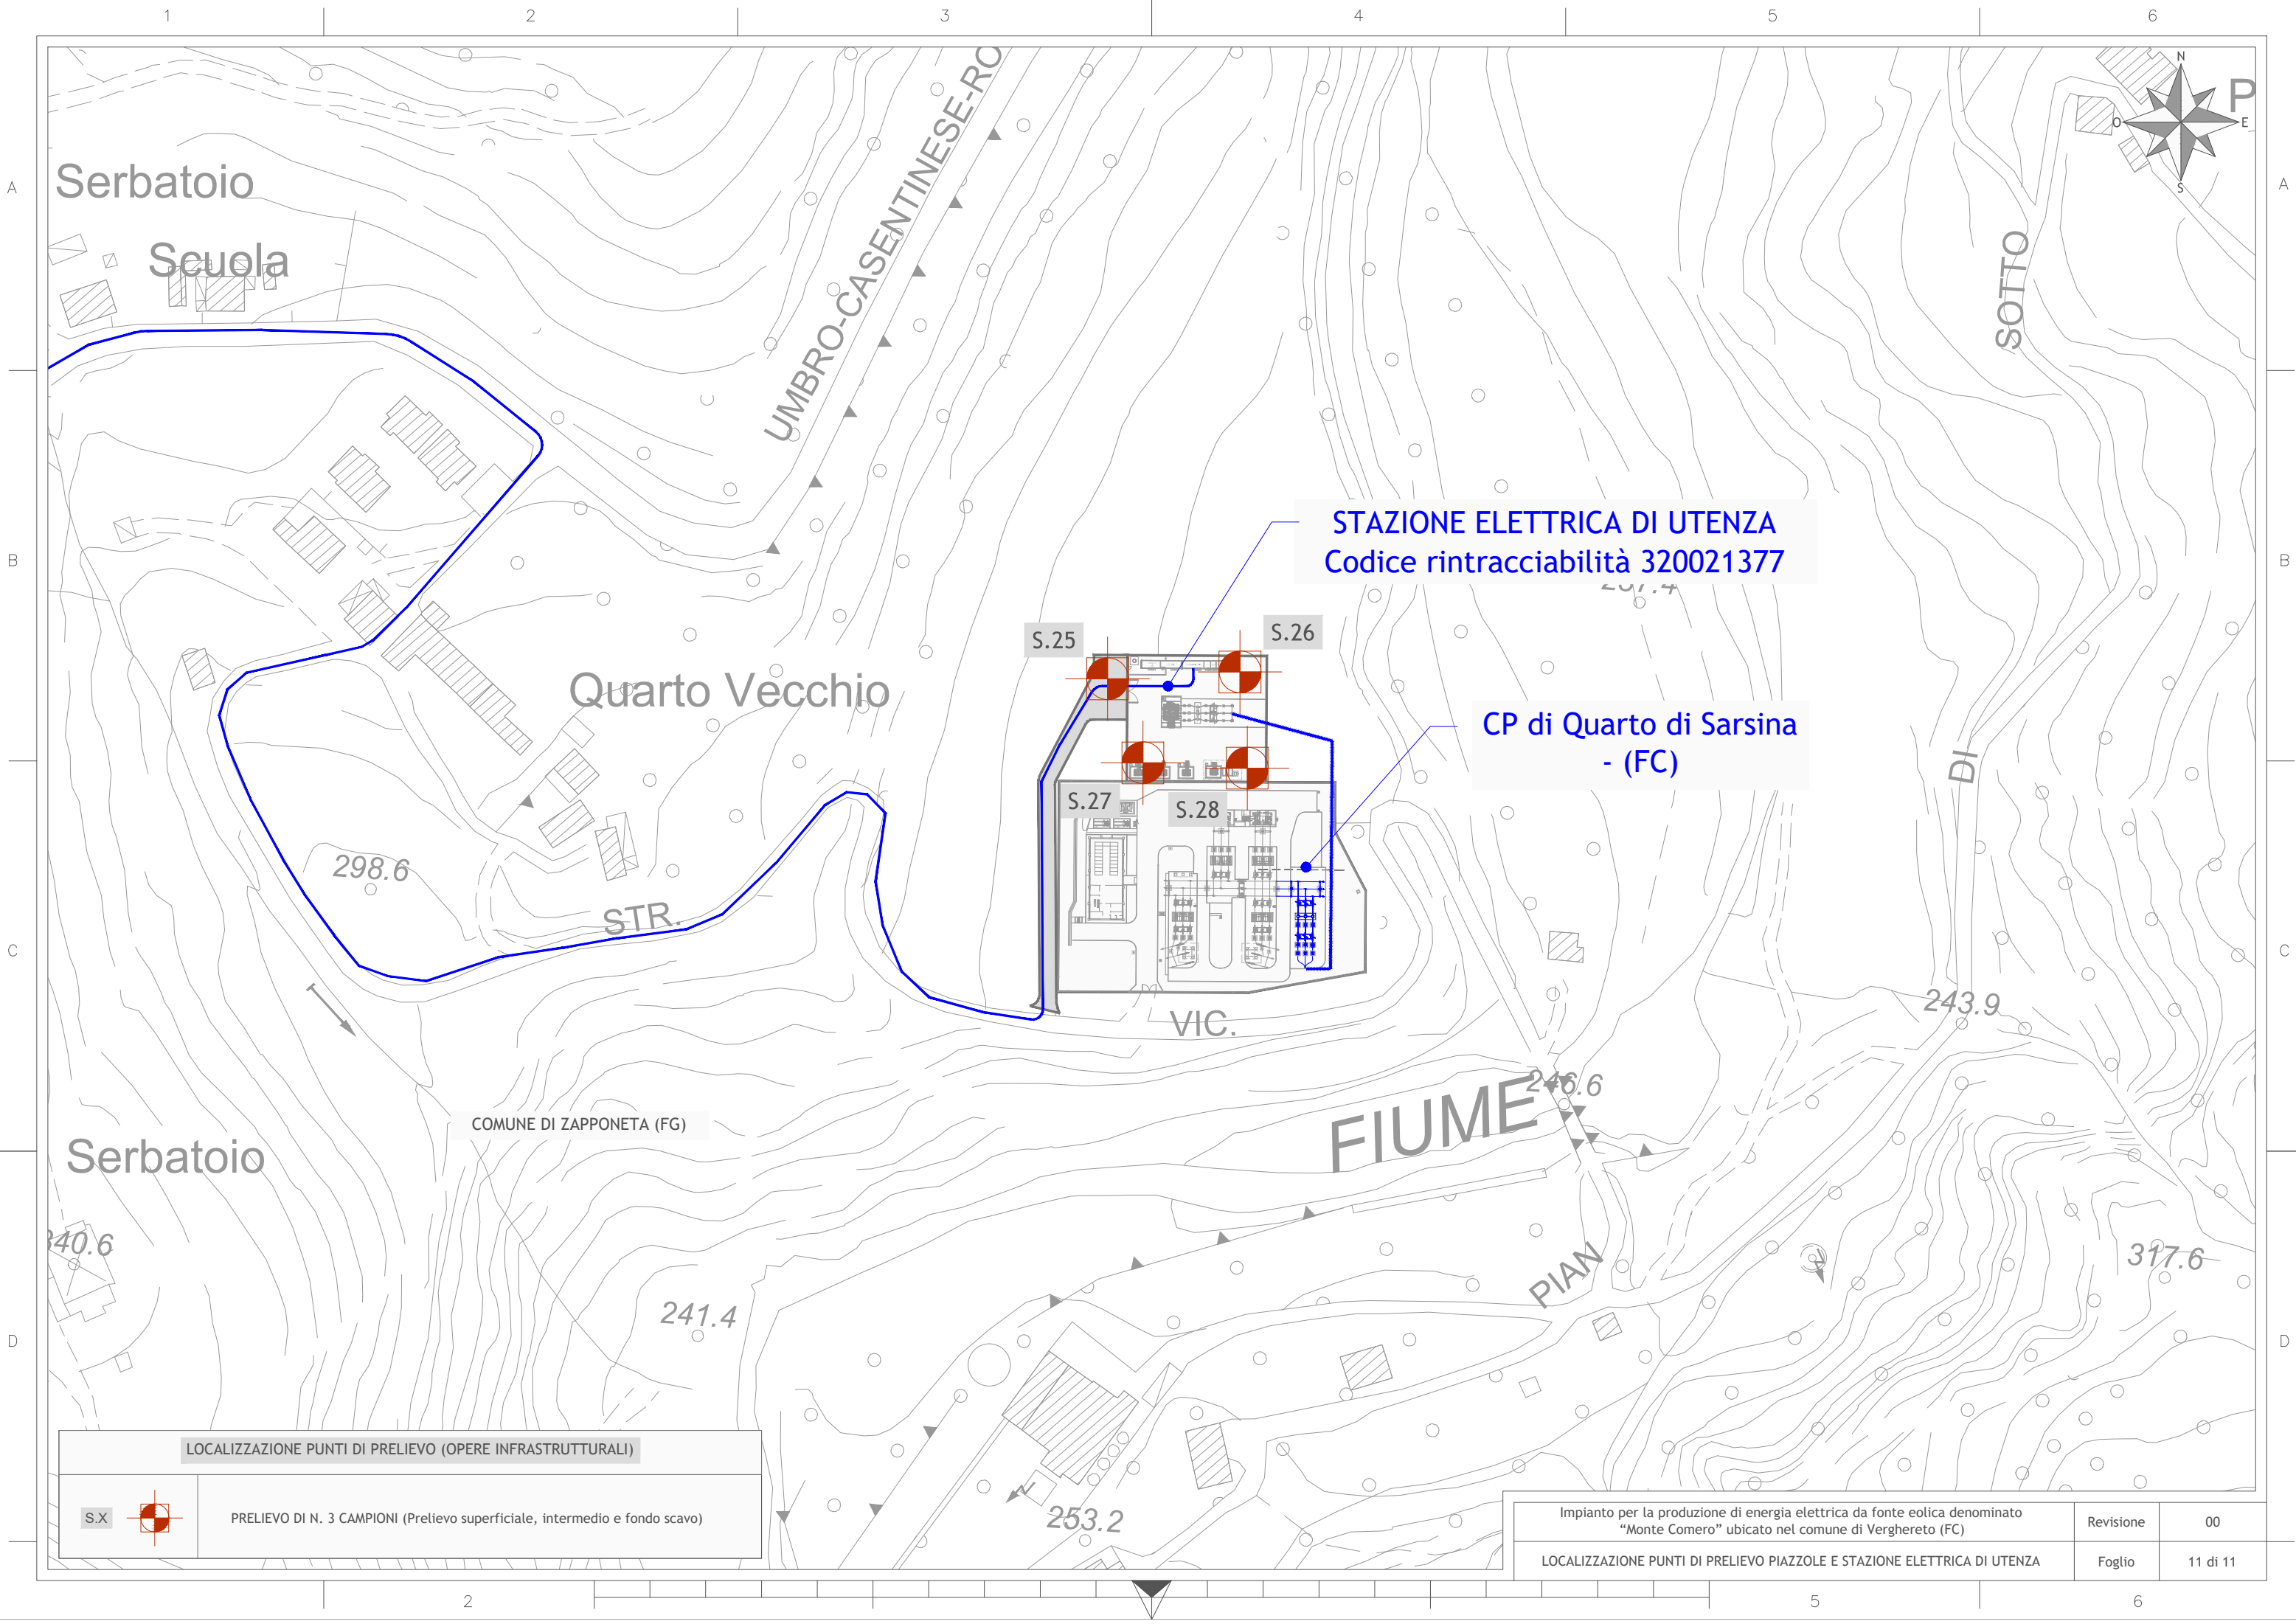 1 2 3 4 5 6
N
P
O E
S
A A
Serbatoio
Scuola
UMBRO-CASENTINESE-RO
SOTTO
B B
STAZIONE ELETTRICA DI UTENZA
Codice rintracciabilità 320021377
S.25
S.26
Quarto Vecchio
CP di Quarto di Sarsina
- (FC)
DI
S.27
S.28
298.6
STR.
C C
VIC.
243.9
246.6
FIUME
COMUNE DI ZAPPONETA (FG)
Serbatoio
340.6
317.6
PIAN
241.4
D D
253.2
LOCALIZZAZIONE PUNTI DI PRELIEVO (OPERE INFRASTRUTTURALI)
S.X
PRELIEVO DI N. 3 CAMPIONI (Prelievo superficiale, intermedio e fondo scavo)
Impianto per la produzione di energia elettrica da fonte eolica denominato
“Monte Comero” ubicato nel comune di Verghereto (FC)
Revisione 00
LOCALIZZAZIONE PUNTI DI PRELIEVO PIAZZOLE E STAZIONE ELETTRICA DI UTENZA
Foglio 11 di 11
2 5 6